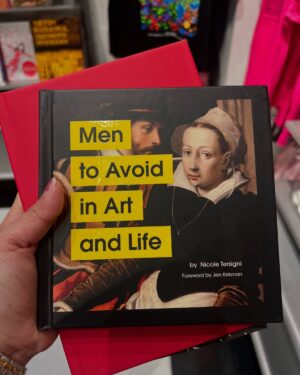 Men
to Avoid
in Art
and Life
by Nicole Tersigni
Foreword by Jen Kirkman